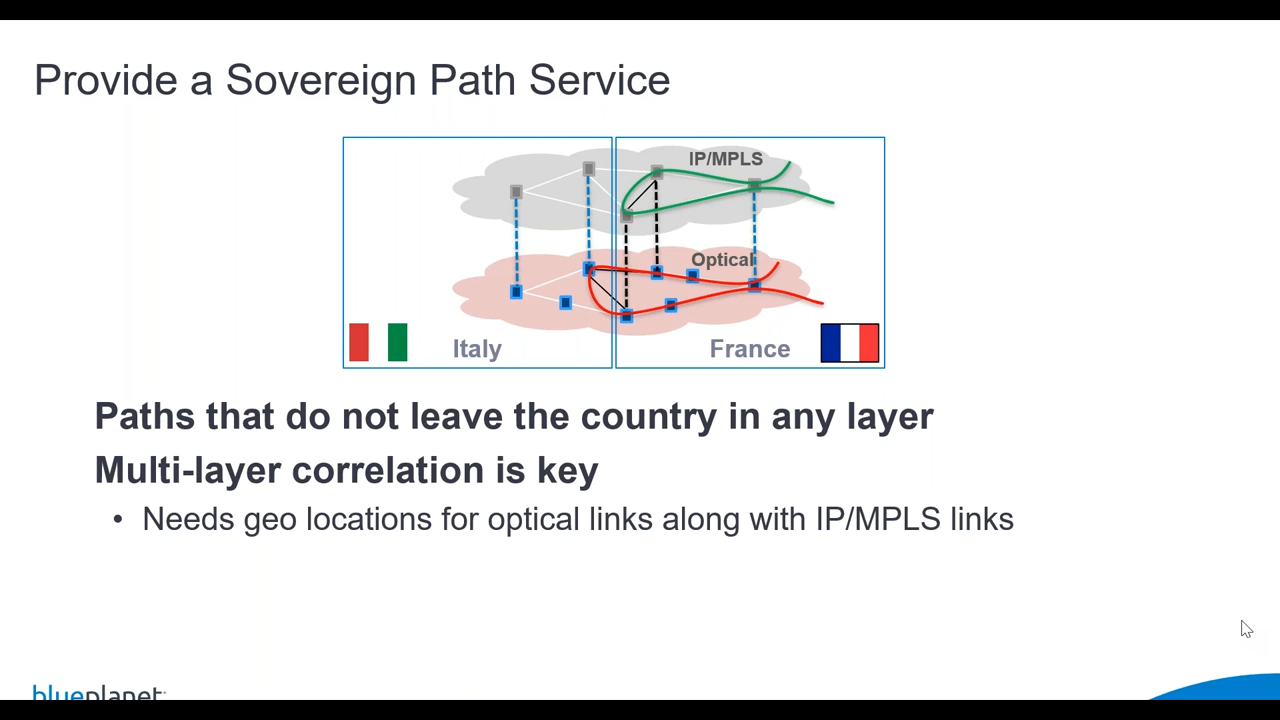 Provide a Sovereign Path Service
IP/MPLS
Optical
Italy
France
Paths that do not leave the country in any layer
Multi-layer correlation is key
• Needs geo locations for optical links along with IP/MPLS links
blueplanet